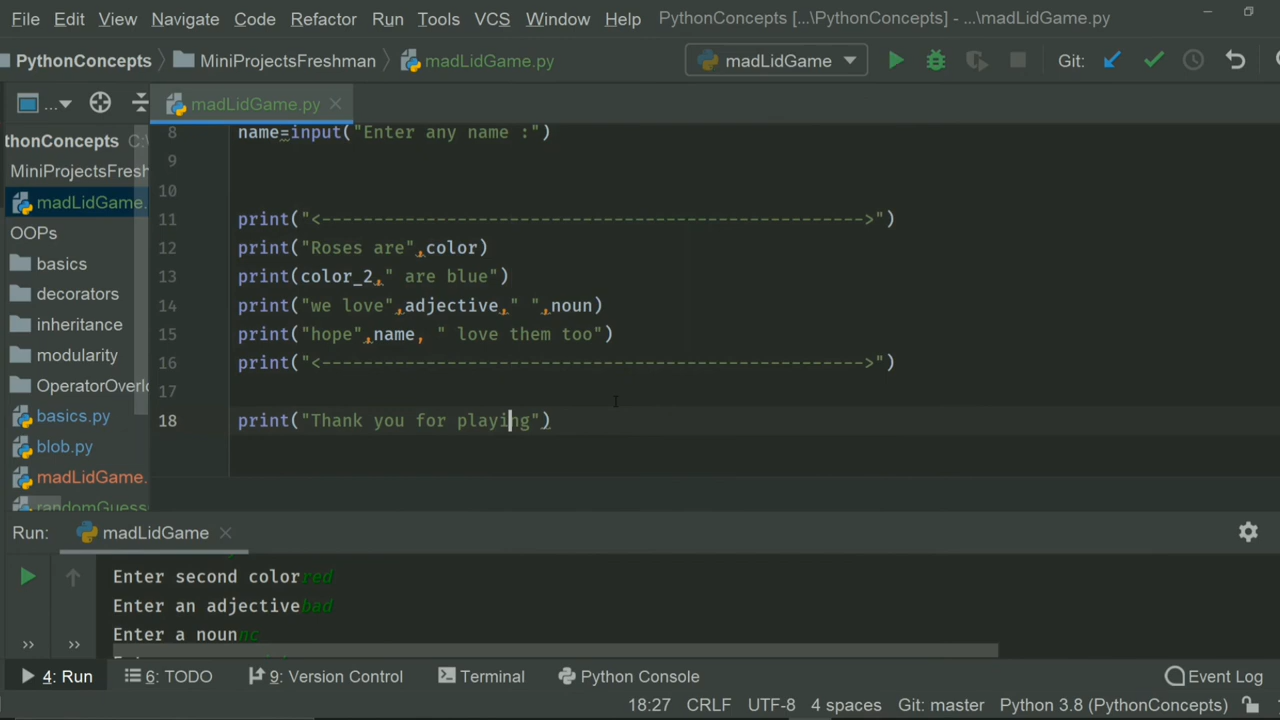 File Edit View Navigate Code Refactor Run Tools VCS Window Help PythonConcepts [...\PythonConcepts] - ...\madLidGame.py
PythonConcepts MiniProjectsFreshman madLidGame.py madLidGame Git:
... madLidGame.py
thonConcepts C:\
MiniProjectsFresh
madLidGame.
OOPs
basics
decorators
inheritance
modularity
OperatorOverlo
basics.py
blob.py
madLidGame.
randomGuess
8 name=input("Enter any name :")
9
10
11 print("<---------------------------------------------------->")
12 print("Roses are",color)
13 print(color_2," are blue")
14 print("we love",adjective," ",noun)
15 print("hope",name, " love them too")
16 print("<---------------------------------------------------->")
17
18 print("Thank you for playing")
Run: madLidGame
Enter second colorred
Enter an adjectivebad
Enter a nounnc
4: Run 6: TODO 9: Version Control Terminal Python Console Event Log
18:27 CRLF UTF-8 4 spaces Git: master Python 3.8 (PythonConcepts)